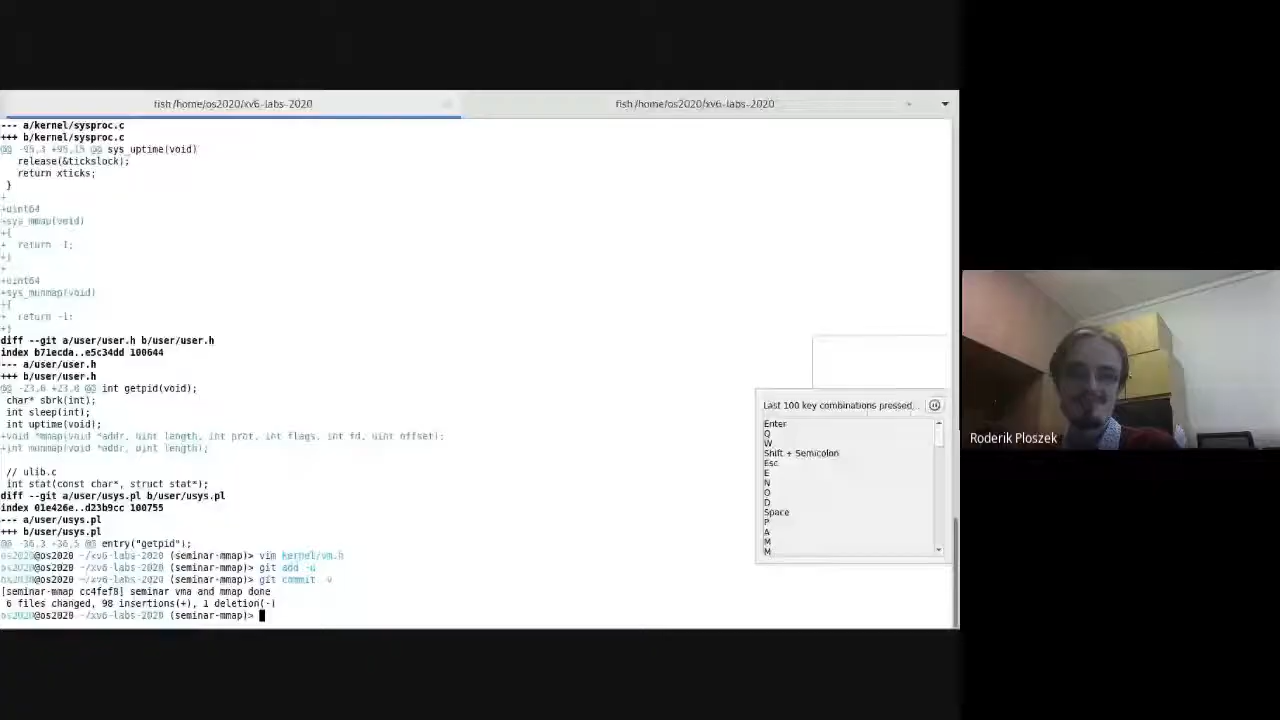 fish /home/os2020/xv6-labs-2020
fish /home/os2020/xv6-labs-2020
--- a/kernel/sysproc.c
+++ b/kernel/sysproc.c
@@ -95,3 +95,15 @@ sys_uptime(void)
release(&tickslock);
return xticks;
}
+
+uint64
+sys_mmap(void)
+{
+  return -1;
+}
+
+uint64
+sys_munmap(void)
+{
+  return -1;
+}
diff --git a/user/user.h b/user/user.h
index b71ecda..e5c34dd 100644
--- a/user/user.h
+++ b/user/user.h
@@ -23,6 +23,8 @@ int getpid(void);
char* sbrk(int);
int sleep(int);
int uptime(void);
+void *mmap(void *addr, uint length, int prot, int flags, int fd, uint offset);
+int munmap(void *addr, uint length);
// ulib.c
int stat(const char*, struct stat*);
diff --git a/user/usys.pl b/user/usys.pl
index 01e426e..d23b9cc 100755
--- a/user/usys.pl
+++ b/user/usys.pl
@@ -36,3 +36,5 @@ entry("getpid");
os2020@os2020 ~/xv6-labs-2020 (seminar-mmap)> vim kernel/vm.h
os2020@os2020 ~/xv6-labs-2020 (seminar-mmap)> git add -u
os2020@os2020 ~/xv6-labs-2020 (seminar-mmap)> git commit -v
[seminar-mmap cc4fef8] seminar vma and mmap done
6 files changed, 98 insertions(+), 1 deletion(-)
os2020@os2020 ~/xv6-labs-2020 (seminar-mmap)>
Last 100 key combinations pressed...
Enter
Q
W
Shift + Semicolon
Esc
E
N
O
D
Space
P
A
M
M
Roderik Ploszek